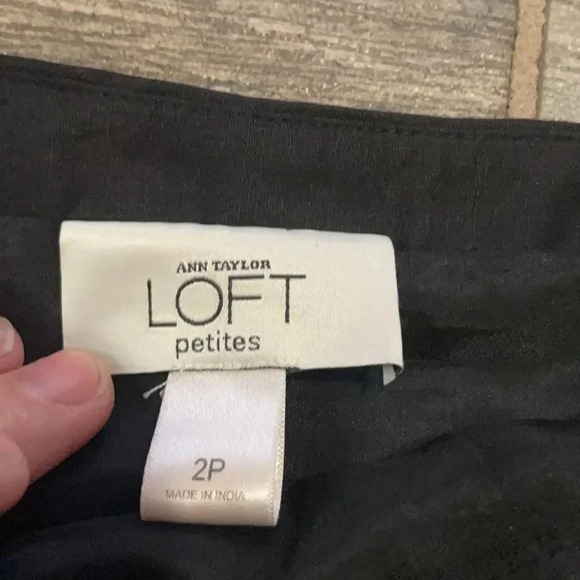 ANN TAYLOR
LOFT
petites
2P
MADE IN INDIA